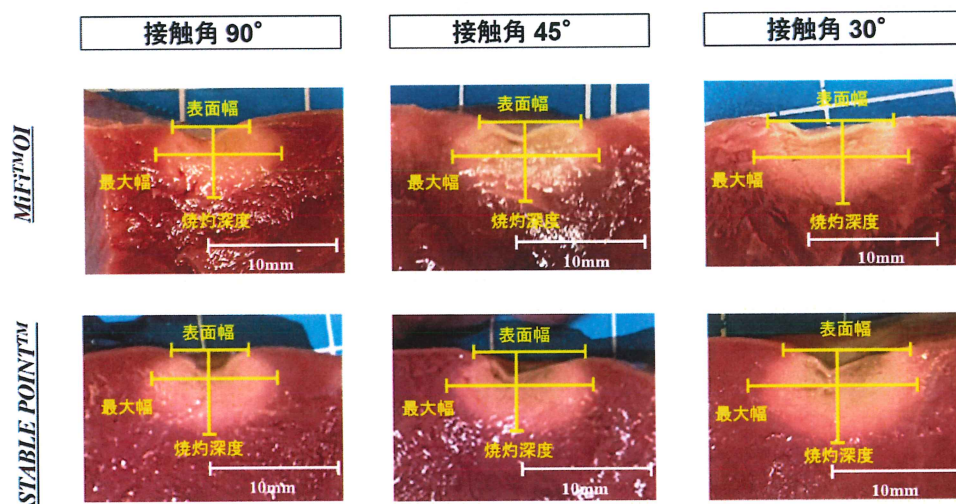 接触角 90°
接触角 45°
接触角 30°
MiFi™OI
表面幅
最大幅
焼灼深度
10mm
表面幅
最大幅
焼灼深度
10mm
表面幅
最大幅
焼灼深度
10mm
STABLE POINT™
表面幅
最大幅
焼灼深度
10mm
表面幅
最大幅
焼灼深度
10mm
表面幅
最大幅
焼灼深度
10mm